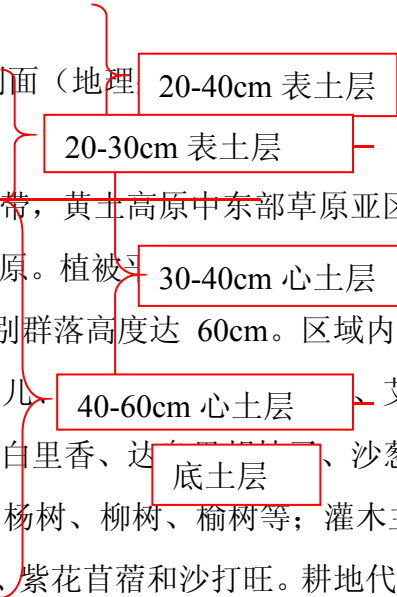 剖面（地理
20-40cm 表土层
20-30cm 表土层
带，黄土高原中东部草原亚区
原。植被
30-40cm 心土层
别群落高度达 60cm。区域内
儿、
40-60cm 心土层
、艾
白里香、达
、沙葱
底土层
杨树、柳树、榆树等；灌木主
、紫花苜蓿和沙打旺。耕地代